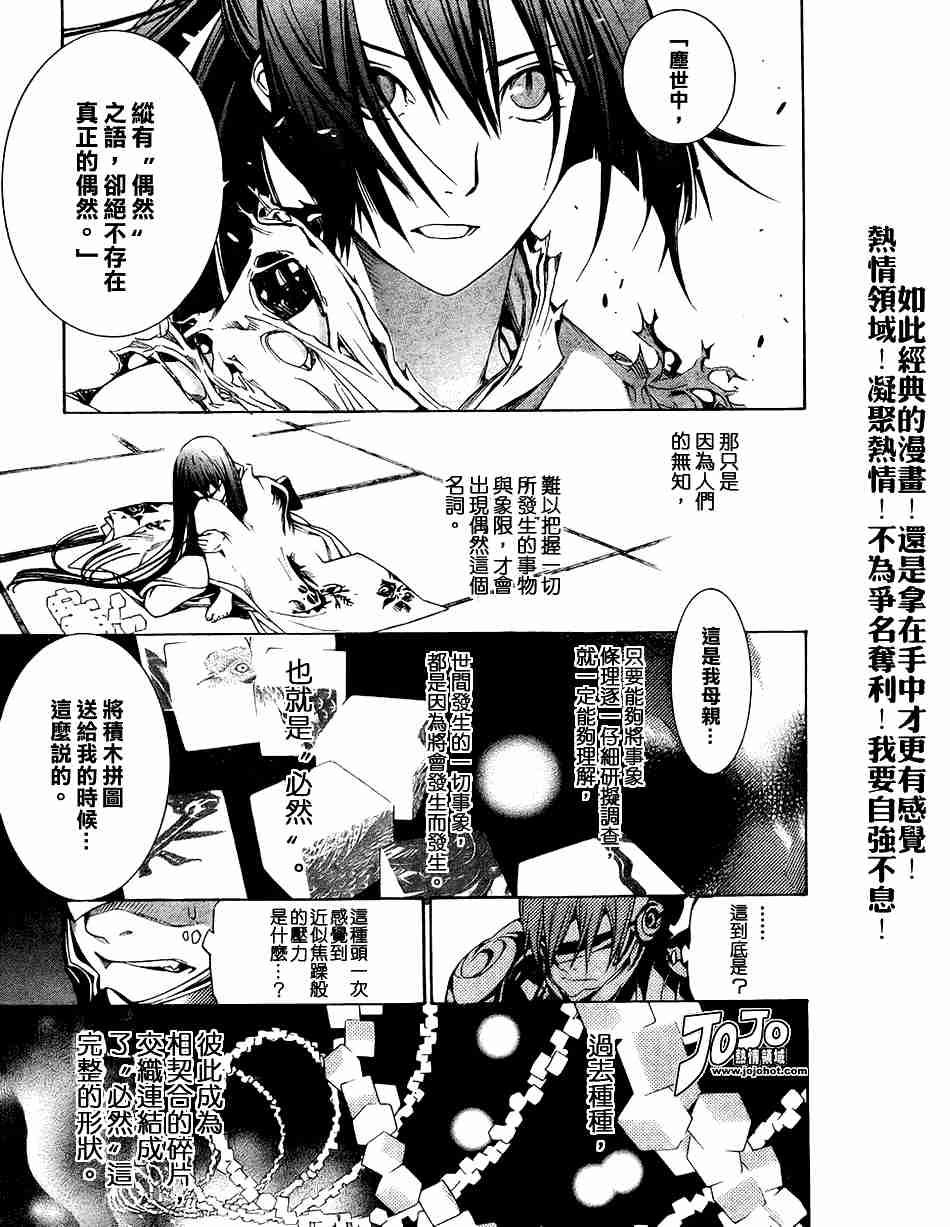 「塵世中，
縱有〝偶然〞
之語，卻絕不存在
真正的偶然。」
那只是
因為人們
的無知，
難以把握一切
所發生的事物
與象限，才會
出現偶然這個
名詞。
這是我母親…
只要能夠將事象
條理逐一仔細研擬調查，
就一定能夠理解，
世間發生的一切事象，
都是因為將會發生而發生。
也就是〝必然〞。
將積木拼圖
送給我的時候…
這麼說的。
……
這到底是？
這種頭一次
感覺到
近似焦躁般
的壓力
是什麼…？
過去種種，
彼此成為
相契合的碎片，
交織連結成
了〝必然〞這
完整的形狀。
JOJO
熱情領域
www.jojohot.com
如此經典的漫畫！還是拿在手中才更有感覺！
熱情領域！凝聚熱情！不為爭名奪利！我要自強不息！